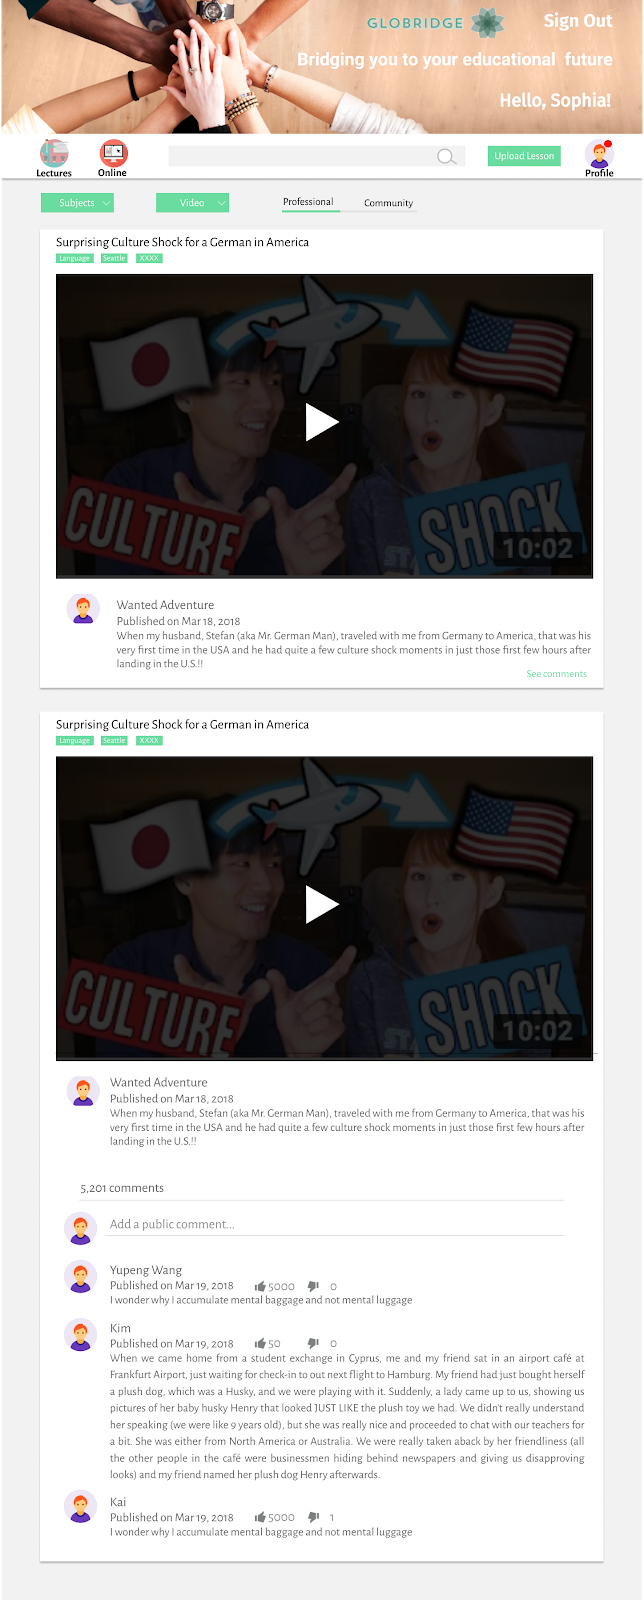 GLOBRIDGE
Sign Out
Bridging you to your educational future
Hello, Sophia!
Lectures
Online
Upload Lesson
Profile
Subjects
Video
Professional
Community
Surprising Culture Shock for a German in America
Language Seattle XXXX
CULTURE
SHOCK
10:02
Wanted Adventure
Published on Mar 18, 2018
When my husband, Stefan (aka Mr. German Man), traveled with me from Germany to America, that was his
very first time in the USA and he had quite a few culture shock moments in just those first few hours after
landing in the U.S.!!
See comments
Surprising Culture Shock for a German in America
Language Seattle XXXX
CULTURE
SHOCK
10:02
Wanted Adventure
Published on Mar 18, 2018
When my husband, Stefan (aka Mr. German Man), traveled with me from Germany to America, that was his
very first time in the USA and he had quite a few culture shock moments in just those first few hours after
landing in the U.S.!!
5,201 comments
Add a public comment...
Yupeng Wang
Published on Mar 19, 2018 5000 0
I wonder why I accumulate mental baggage and not mental luggage
Kim
Published on Mar 19, 2018 50 0
When we came home from a student exchange in Cyprus, me and my friend sat in an airport café at
Frankfurt Airport, just waiting for check-in to out next flight to Hamburg. My friend had just bought herself
a plush dog, which was a Husky, and we were playing with it. Suddenly, a lady came up to us, showing us
pictures of her baby husky Henry that looked JUST LIKE the plush toy we had. We didn't really understand
her speaking (we were like 9 years old), but she was really nice and proceeded to chat with our teachers for
a bit. She was either from North America or Australia. We were really taken aback by her friendliness (all
the other people in the café were businessmen hiding behind newspapers and giving us disapproving
looks) and my friend named her plush dog Henry afterwards.
Kai
Published on Mar 19, 2018 5000 1
I wonder why I accumulate mental baggage and not mental luggage